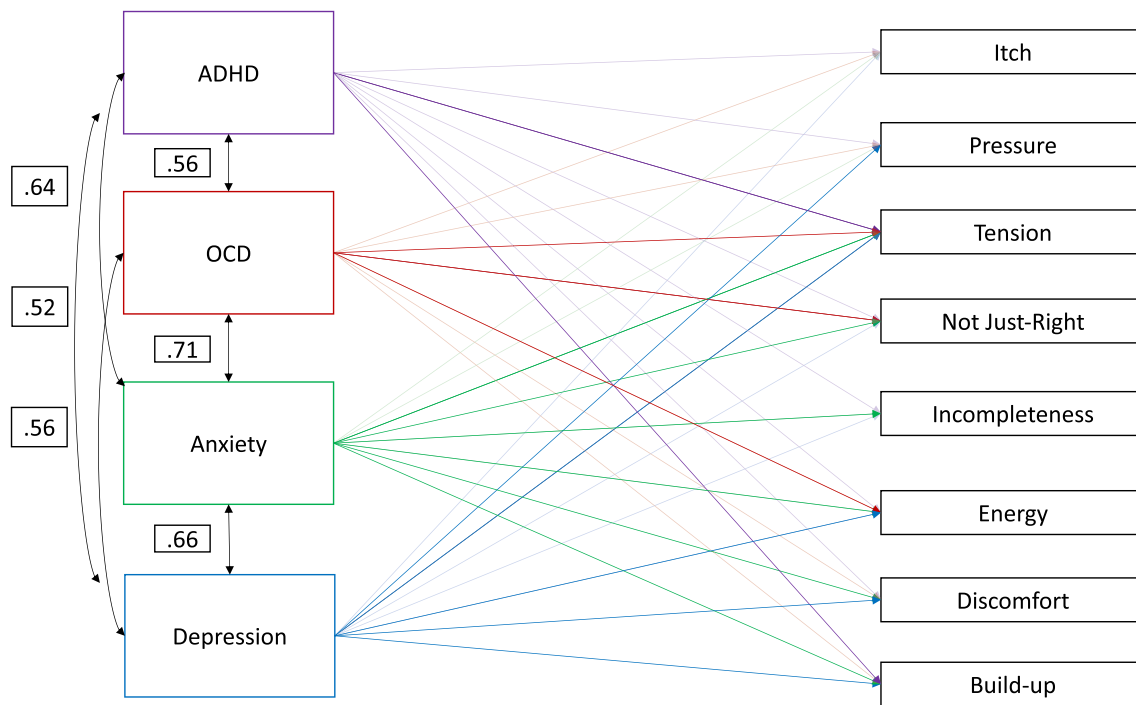 ADHD
.56
OCD
.71
Anxiety
.66
Depression
.64
.52
.56
Itch
Pressure
Tension
Not Just-Right
Incompleteness
Energy
Discomfort
Build-up